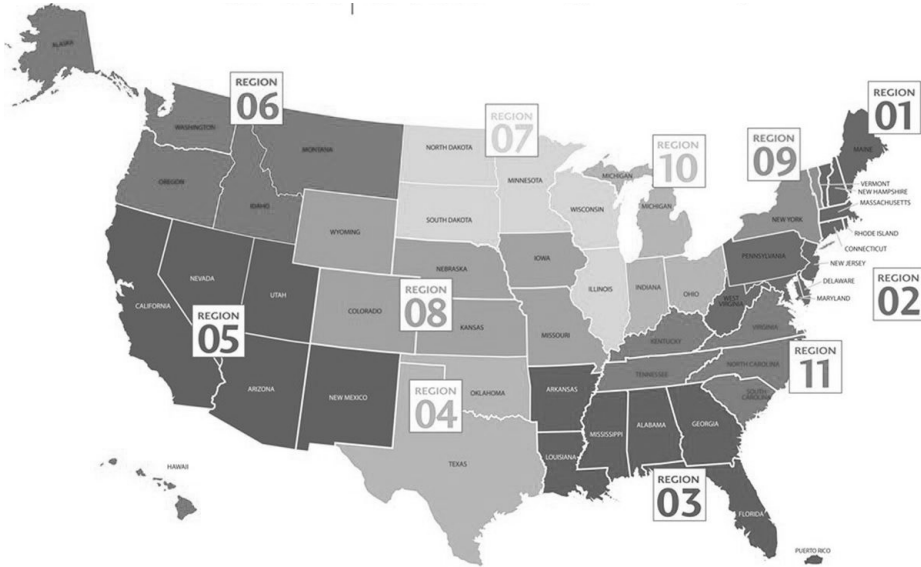 ALASKA
REGION
06
WASHINGTON
MONTANA
OREGON
IDAHO
WYOMING
REGION
07
NORTH DAKOTA
MINNESOTA
SOUTH DAKOTA
WISCONSIN
ILLINOIS
REGION
10
MICHIGAN
MICHIGAN
INDIANA
OHIO
REGION
09
NEW YORK
REGION
01
MAINE
VERMONT
NEW HAMPSHIRE
MASSACHUSETTS
RHODE ISLAND
CONNECTICUT
NEW JERSEY
DELAWARE
MARYLAND
REGION
02
PENNSYLVANIA
WEST
VIRGINIA
VIRGINIA
KENTUCKY
TENNESSEE
NORTH CAROLINA
SOUTH
CAROLINA
REGION
11
NEBRASKA
IOWA
REGION
08
COLORADO
KANSAS
MISSOURI
NEVADA
UTAH
CALIFORNIA
REGION
05
ARIZONA
NEW MEXICO
REGION
04
OKLAHOMA
TEXAS
ARKANSAS
LOUISIANA
MISSISSIPPI
ALABAMA
GEORGIA
REGION
03
FLORIDA
HAWAII
PUERTO RICO